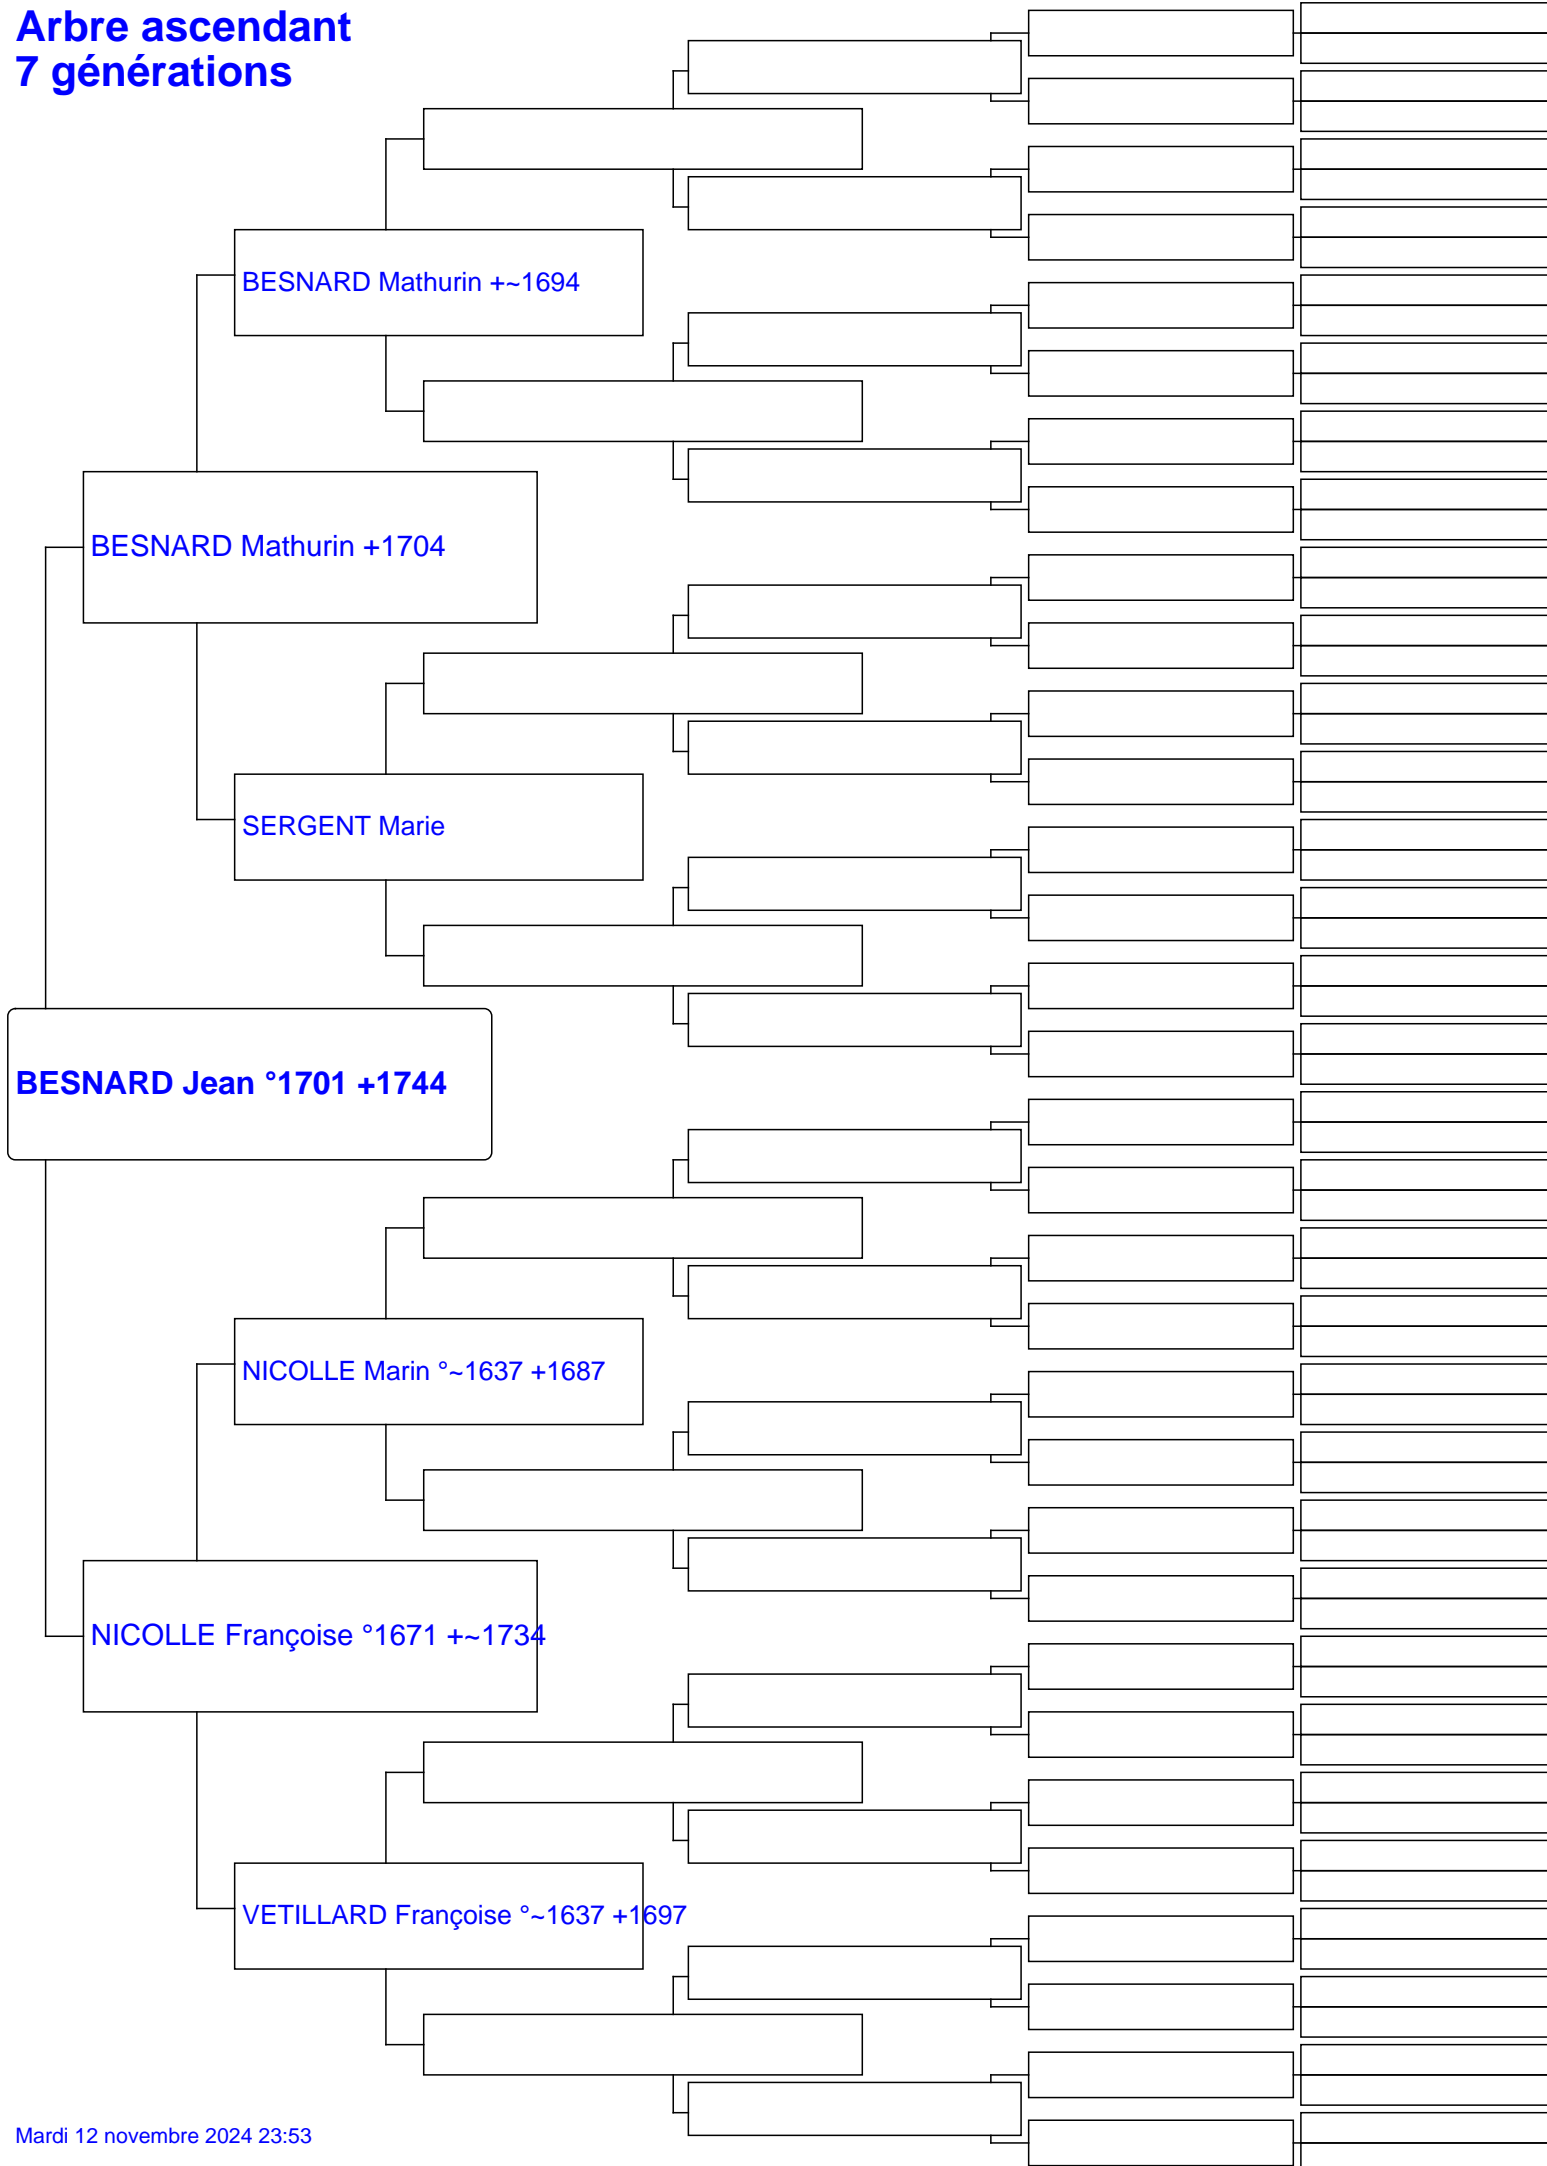 Arbre ascendant
7 générations
BESNARD Mathurin +~1694
BESNARD Mathurin +1704
SERGENT Marie
BESNARD Jean °1701 +1744
NICOLLE Marin °~1637 +1687
NICOLLE Françoise °1671 +~1734
VETILLARD Françoise °~1637 +1697
Mardi 12 novembre 2024 23:53